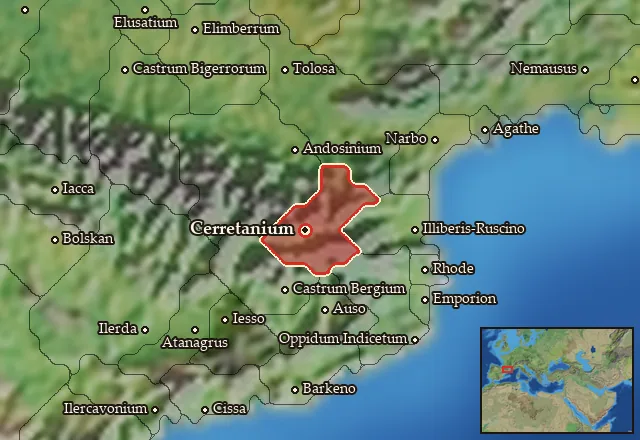 Elusatium
Elimberrum
Castrum Bigerrorum
Tolosa
Nemausus
Agathe
Narbo
Andosinium
Iacca
Cerretanium
Illiberis-Ruscino
Bolskan
Rhode
Castrum Bergium
Emporion
Auso
Iesso
Ilerda
Atanagrus
Oppidum Indicetum
Barkeno
Ilercavonium
Cissa